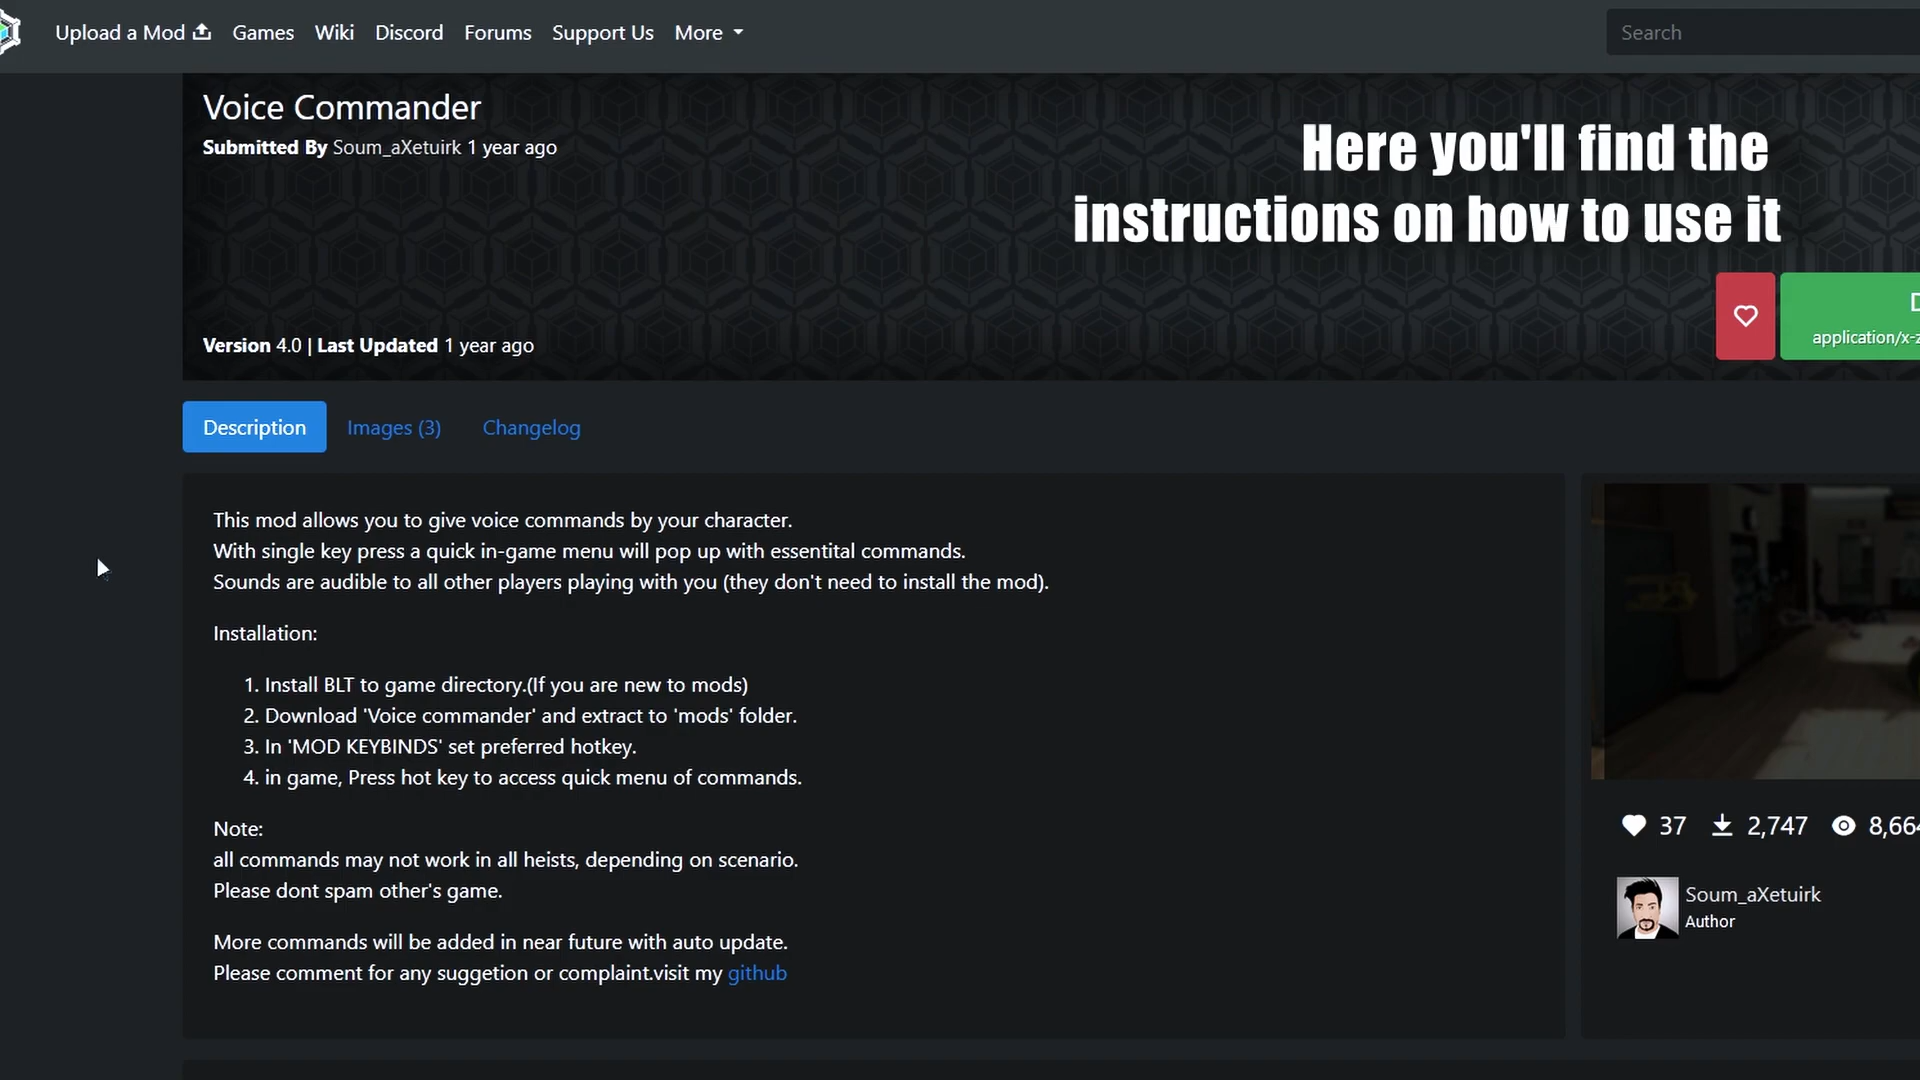 Upload a Mod Games Wiki Discord Forums Support Us More Search
Voice Commander
Submitted By Soum_aXetuirk 1 year ago
Here you'll find the
instructions on how to use it
application/x-z
Version 4.0 | Last Updated 1 year ago
Description Images (3) Changelog
This mod allows you to give voice commands by your character.
With single key press a quick in-game menu will pop up with essentital commands.
Sounds are audible to all other players playing with you (they don't need to install the mod).
Installation:
1. Install BLT to game directory.(If you are new to mods)
2. Download 'Voice commander' and extract to 'mods' folder.
3. In 'MOD KEYBINDS' set preferred hotkey.
4. in game, Press hot key to access quick menu of commands.
Note:
all commands may not work in all heists, depending on scenario.
Please dont spam other's game.
More commands will be added in near future with auto update.
Please comment for any suggetion or complaint.visit my github
37 2,747 8,664
Soum_aXetuirk
Author